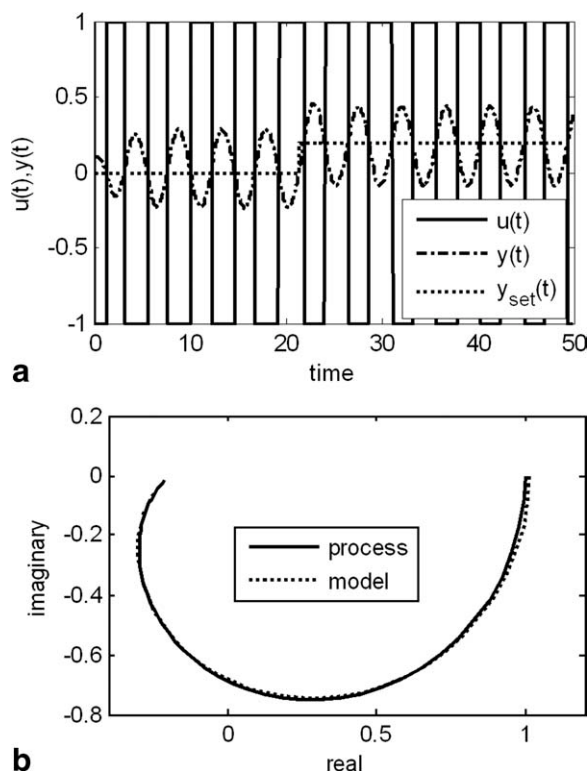 1
0.5
0
-0.5
-1
u(t),y(t)
u(t)
y(t)
y_set(t)
0 10 20 30 40 50
time
a
0.2
0
-0.2
-0.4
-0.6
-0.8
imaginary
process
model
0 0.5 1
real
b